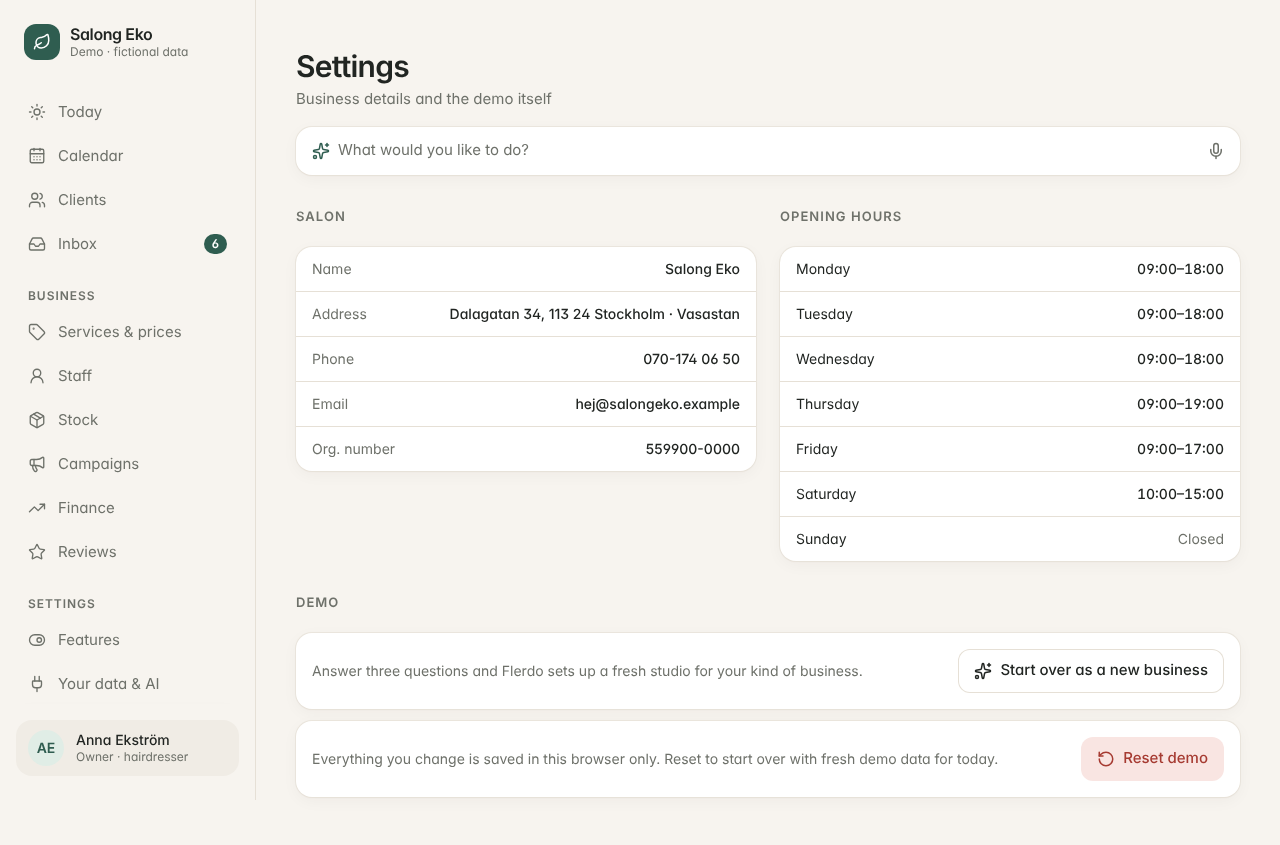 Salong Eko
Demo · fictional data
Today
Calendar
Clients
Inbox 6
BUSINESS
Services & prices
Staff
Stock
Campaigns
Finance
Reviews
SETTINGS
Features
Your data & AI
AE
Anna Ekström
Owner · hairdresser
Settings
Business details and the demo itself
What would you like to do?
SALON
Name Salong Eko
Address Dalagatan 34, 113 24 Stockholm · Vasastan
Phone 070-174 06 50
Email hej@salongeko.example
Org. number 559900-0000
OPENING HOURS
Monday 09:00–18:00
Tuesday 09:00–18:00
Wednesday 09:00–18:00
Thursday 09:00–19:00
Friday 09:00–17:00
Saturday 10:00–15:00
Sunday Closed
DEMO
Answer three questions and Flerdo sets up a fresh studio for your kind of business.
Start over as a new business
Everything you change is saved in this browser only. Reset to start over with fresh demo data for today.
Reset demo